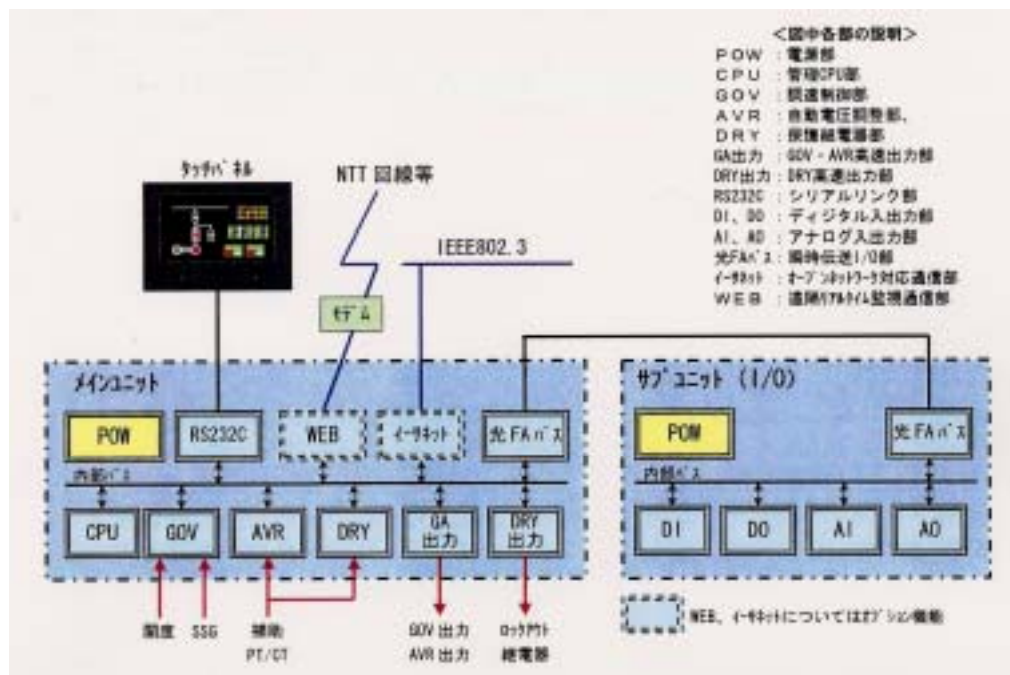 <図中各部の説明>
POW : 電源部
CPU : 管理CPU部
GOV : 調速制御部
AVR : 自動電圧調整部、
DRY : 保護継電器部
GA出力 : GOV・AVR高速出力部
DRY出力 : DRY高速出力部
RS232C : シリアルリンク部
DI、DO : ディジタル入出力部
AI、AO : アナログ入出力部
光FAバス : 瞬時伝送I/O部
イーサネット : オープンネットワーク対応通信部
WEB : 遠隔リアルタイム監視通信部
タッチパネル
NTT 回線等
IEEE802.3
モデム
メインユニット
POW
RS232C
WEB
イーサネット
光FAバス
内部バス
CPU
GOV
AVR
DRY
GA
出力
DRY
出力
開度
SSG
補助
PT/CT
GOV 出力
AVR 出力
ロックアウト
継電器
サブユニット (I/O)
POW
光FAバス
内部バス
DI
DO
AI
AO
WEB、イーサネットについてはオプション機能